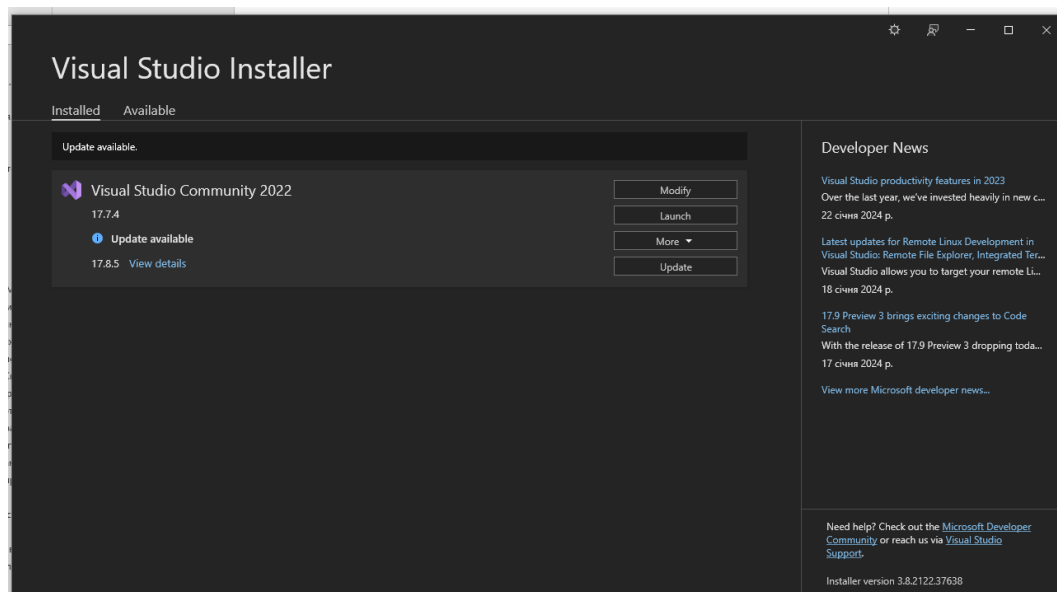 Visual Studio Installer
Installed Available
Update available.
Visual Studio Community 2022
17.7.4
Update available
17.8.5 View details
Modify
Launch
More
Update
Developer News
Visual Studio productivity features in 2023
Over the last year, we've invested heavily in new c...
22 січня 2024 р.
Latest updates for Remote Linux Development in
Visual Studio: Remote File Explorer, Integrated Ter...
Visual Studio allows you to target your remote Li...
18 січня 2024 р.
17.9 Preview 3 brings exciting changes to Code
Search
With the release of 17.9 Preview 3 dropping toda...
17 січня 2024 р.
View more Microsoft developer news...
Need help? Check out the Microsoft Developer
Community or reach us via Visual Studio
Support.
Installer version 3.8.2122.37638